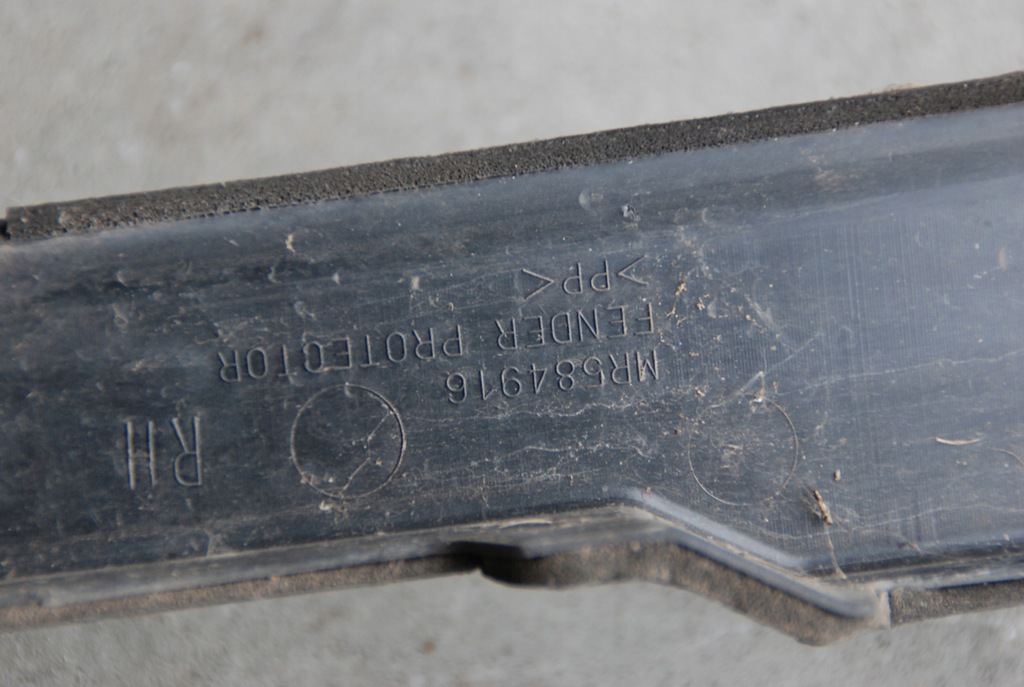 MR584916
FENDER PROTECTOR
>PP<
RH